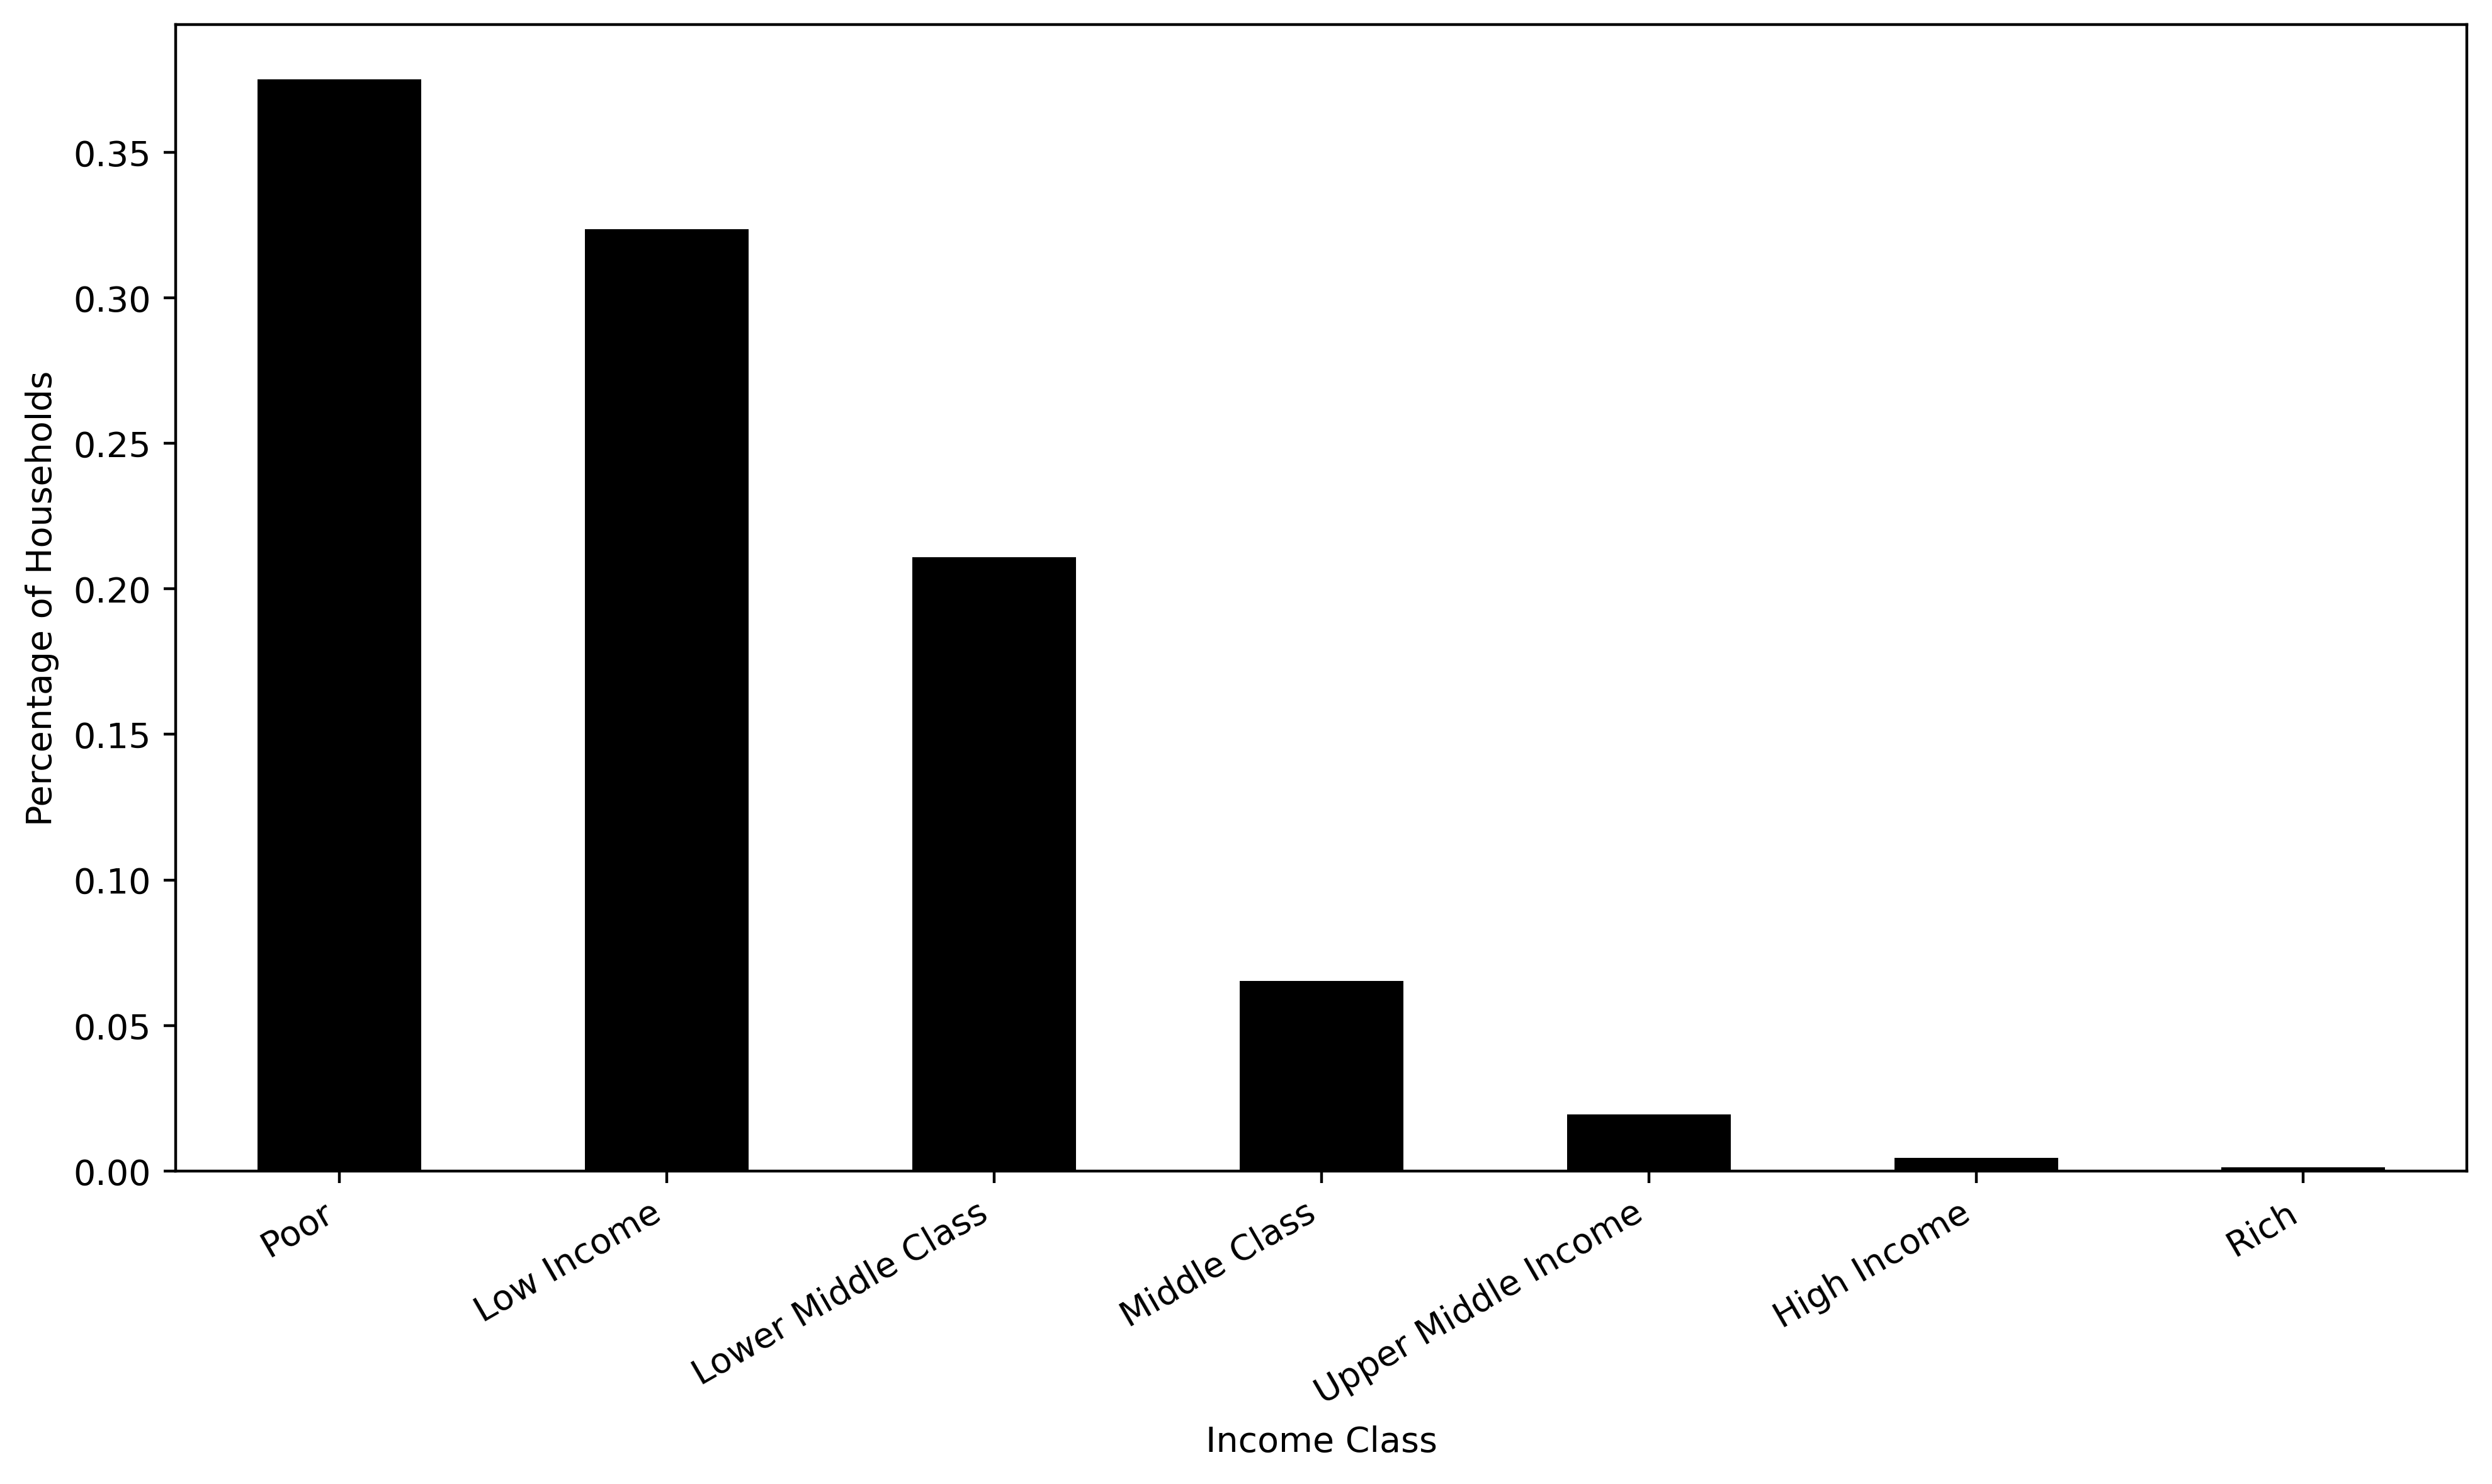 Percentage of Households
0.35
0.30
0.25
0.20
0.15
0.10
0.05
0.00
Poor
Low Income
Lower Middle Class
Middle Class
Upper Middle Income
High Income
Rich
Income Class